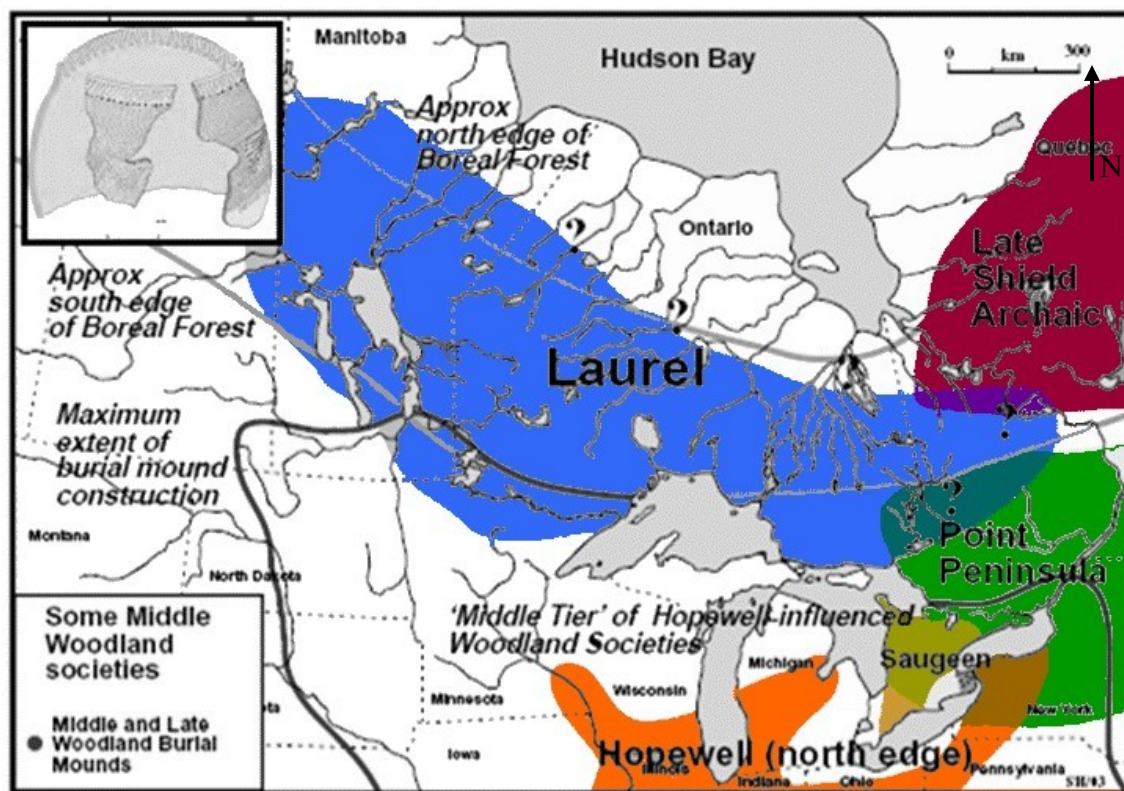 Manitoba
Hudson Bay
0 300
km
Approx
north edge of
Boreal Forest
Québec
N
?
Ontario
Late
Shield
Archaic
Approx
south edge
of Boreal Forest
?
Laurel
?
Maximum
extent of
burial mound
construction
?
Montana
Point
Peninsula
North Dakota
'Middle Tier' of Hopewell-influenced
Woodland Societies
Some Middle
Woodland
societies
Middle and Late
Woodland Burial
Mounds
Michigan
Saugeen
Wisconsin
Minnesota
New York
Iowa
Hopewell (north edge)
Illinois
Indiana
Ohio
Pennsylvania